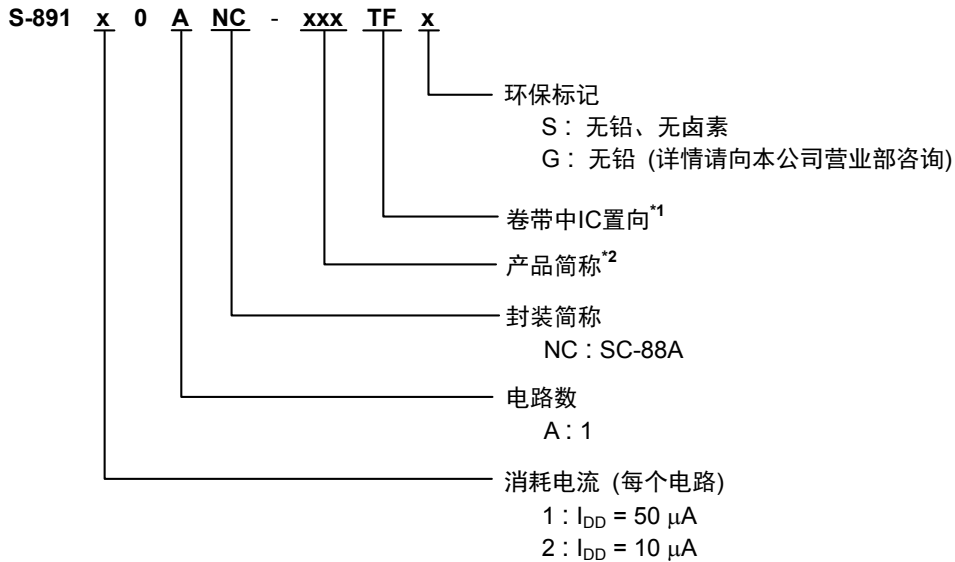 S-891 x 0 A NC - xxx TF x
环保标记
S : 无铅、无卤素
G : 无铅 (详情请向本公司营业部咨询)
卷带中IC置向*1
产品简称*2
封装简称
NC : SC-88A
电路数
A : 1
消耗电流 (每个电路)
1 : IDD = 50 μA
2 : IDD = 10 μA